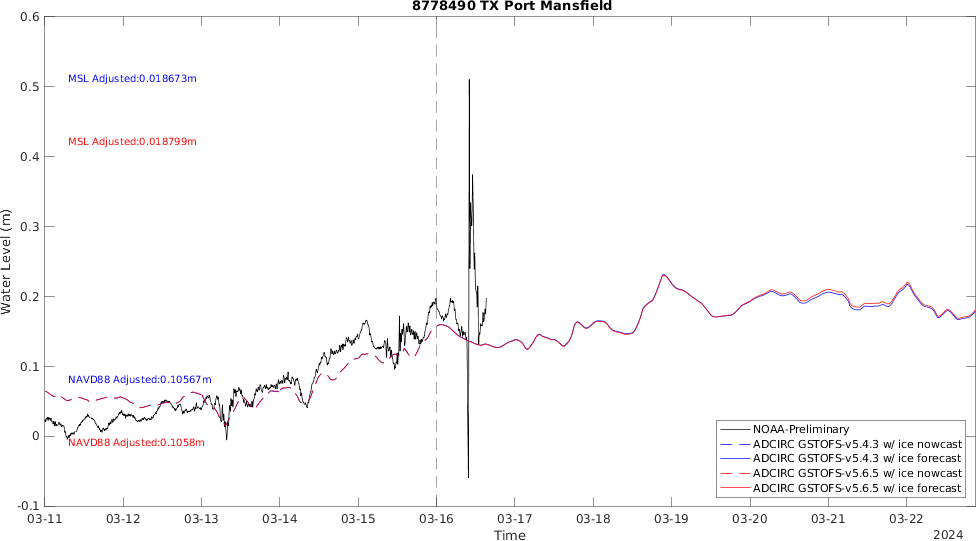 8778490 TX Port Mansfield
0.6
0.5
0.4
0.3
0.2
0.1
0
-0.1
Water Level (m)
MSL Adjusted:0.018673m
MSL Adjusted:0.018799m
NAVD88 Adjusted:0.10567m
NAVD88 Adjusted:0.1058m
NOAA-Preliminary
ADCIRC GSTOFS-v5.4.3 w/ ice nowcast
ADCIRC GSTOFS-v5.4.3 w/ ice forecast
ADCIRC GSTOFS-v5.6.5 w/ ice nowcast
ADCIRC GSTOFS-v5.6.5 w/ ice forecast
03-11 03-12 03-13 03-14 03-15 03-16 03-17 03-18 03-19 03-20 03-21 03-22
Time
2024